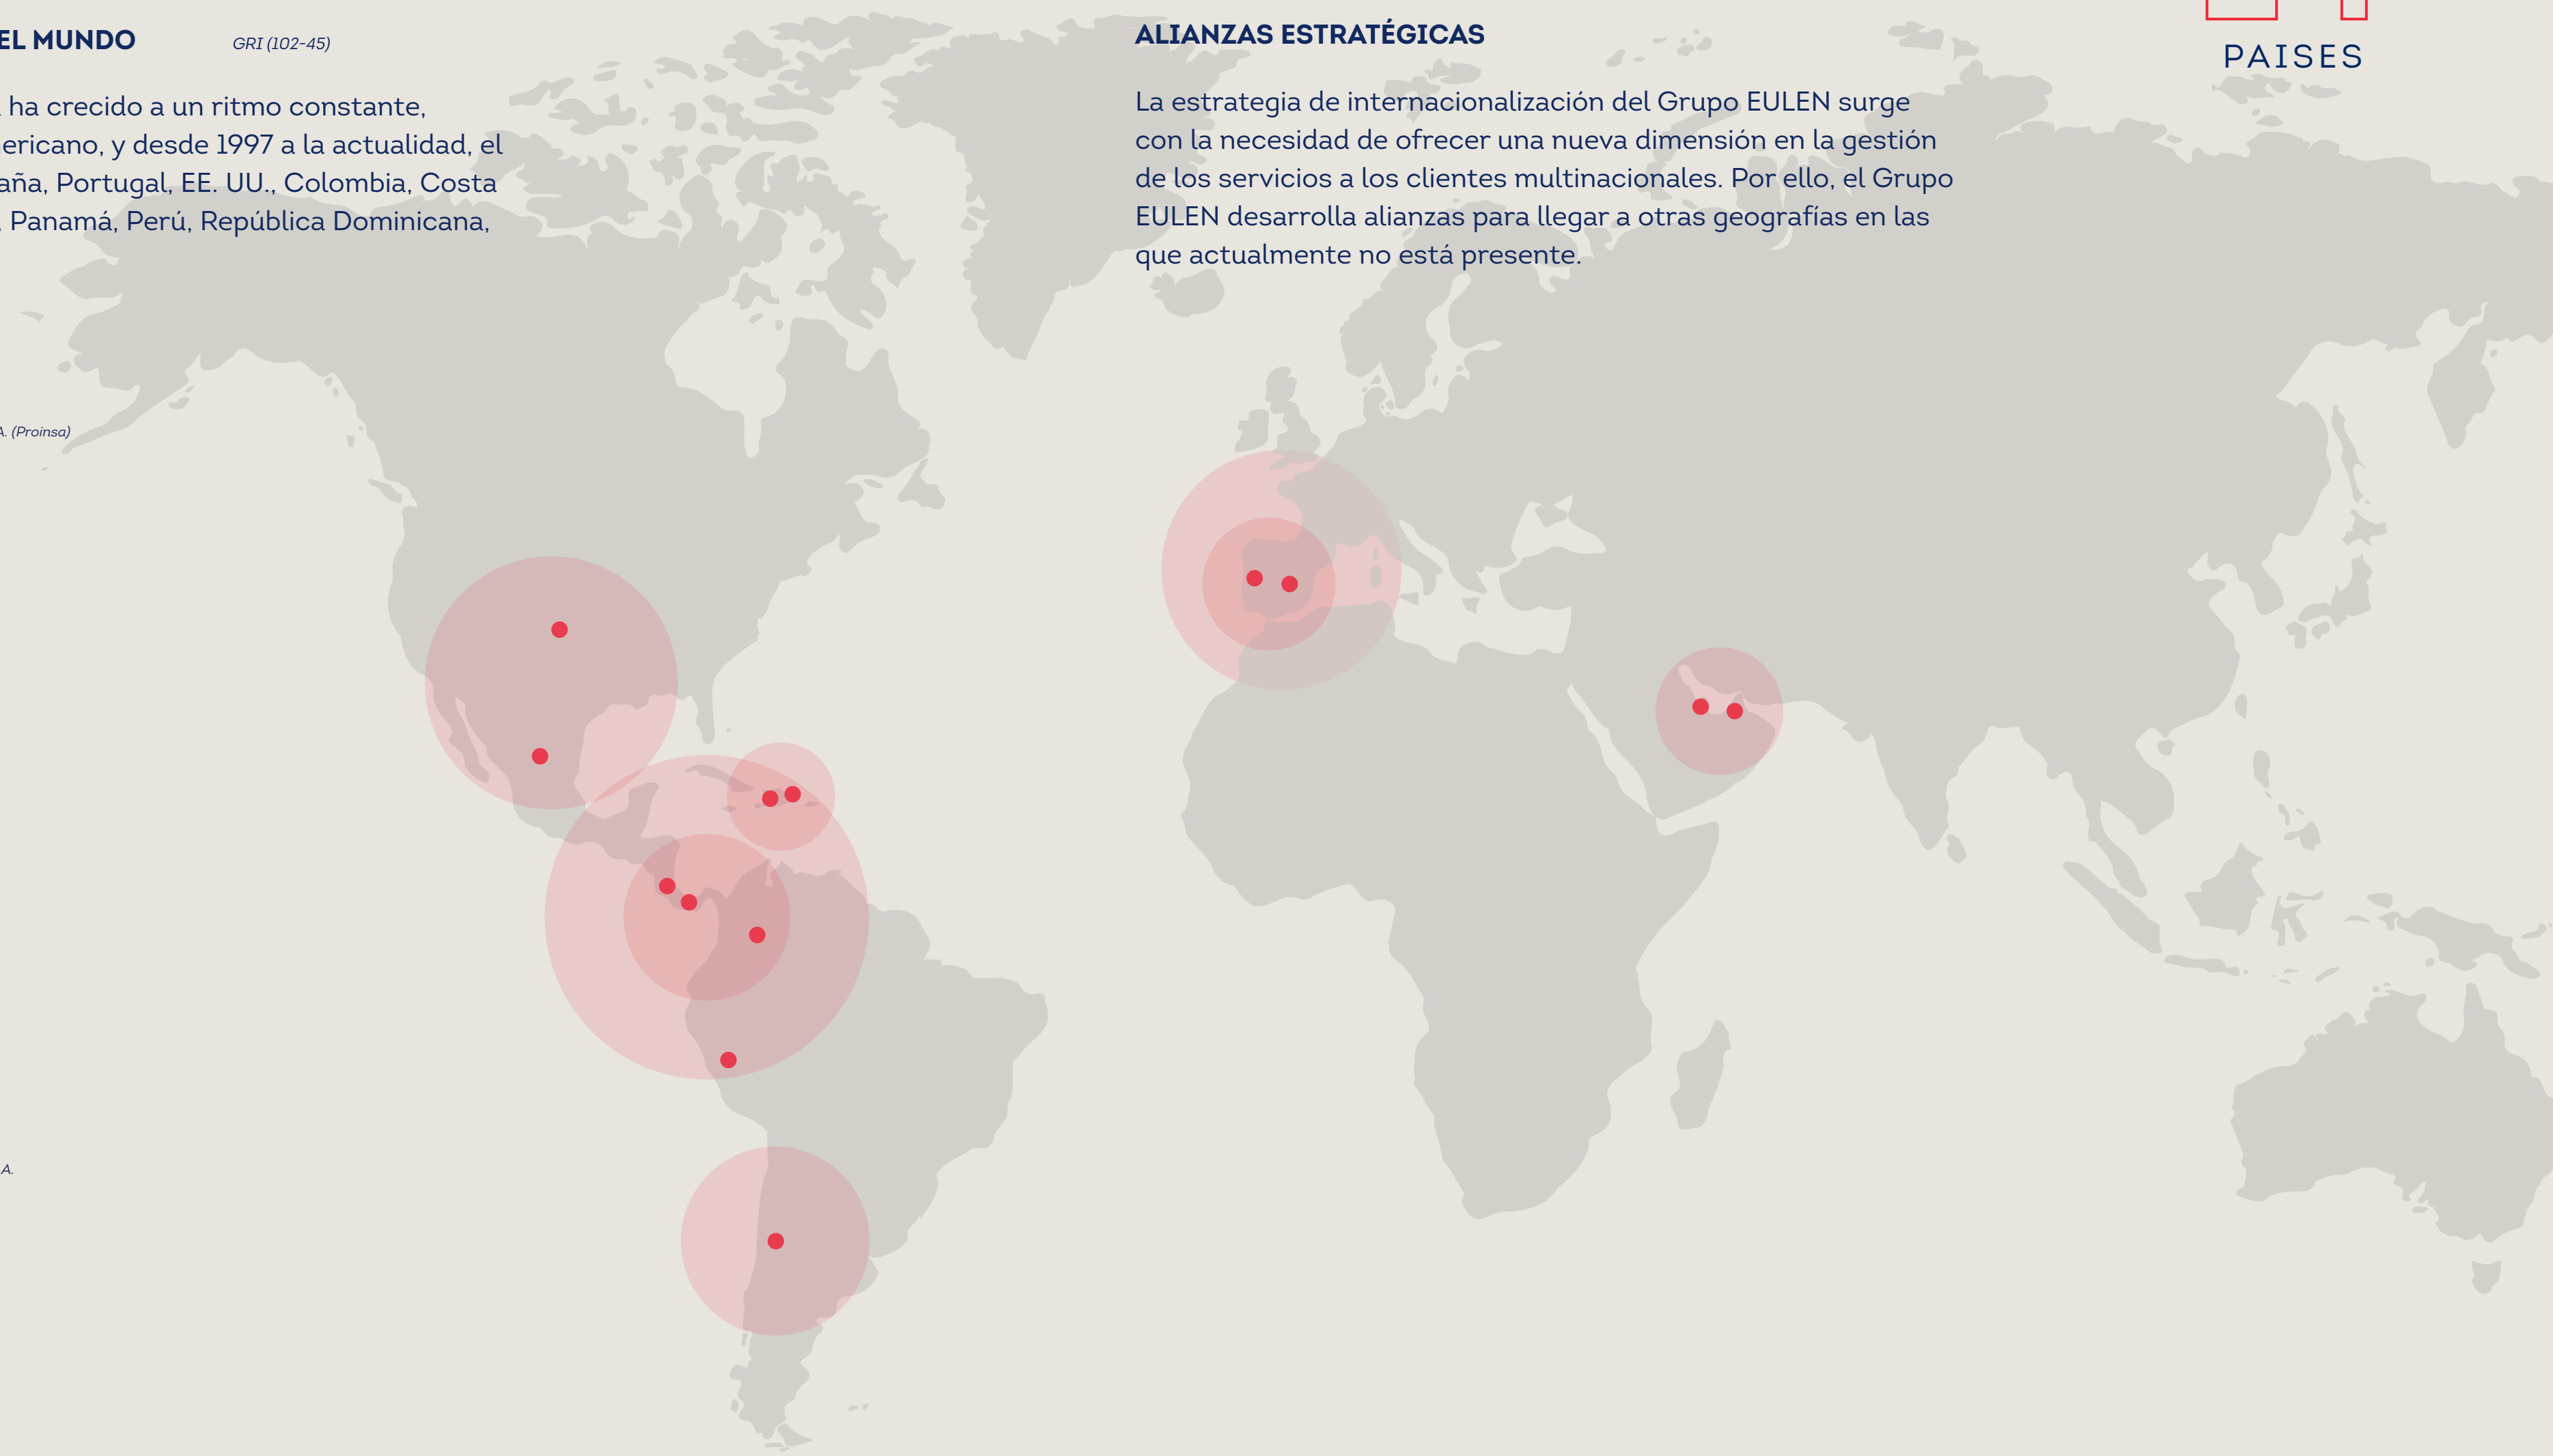 EL MUNDO
GRI (102-45)
ha crecido a un ritmo constante,
ericano, y desde 1997 a la actualidad, el
aña, Portugal, EE. UU., Colombia, Costa
, Panamá, Perú, República Dominicana,
A. (Proinsa)
A.
ALIANZAS ESTRATÉGICAS
La estrategia de internacionalización del Grupo EULEN surge
con la necesidad de ofrecer una nueva dimensión en la gestión
de los servicios a los clientes multinacionales. Por ello, el Grupo
EULEN desarrolla alianzas para llegar a otras geografías en las
que actualmente no está presente.
PAISES